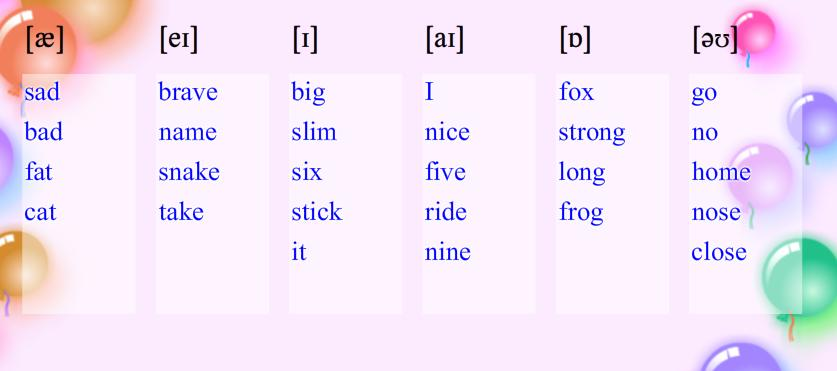 [æ] [eɪ] [ɪ] [aɪ] [ɒ] [əʊ]
sad brave big I fox go
bad name slim nice strong no
fat snake six five long home
cat take stick ride frog nose
it nine close